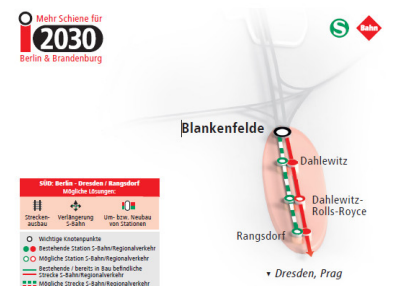 Mehr Schiene für
i2030
Berlin & Brandenburg
S
Bahn
Blankenfelde
Dahlewitz
Dahlewitz-
Rolls-Royce
Rangsdorf
▾ Dresden, Prag
SÜD: Berlin - Dresden / Rangsdorf
Mögliche Lösungen:
Strecken-
ausbau
Verlängerung
S-Bahn
Um- bzw. Neubau
von Stationen
Wichtige Knotenpunkte
Bestehende Station S-Bahn/Regionalverkehr
Mögliche Station S-Bahn/Regionalverkehr
Bestehende / bereits in Bau befindliche
Strecke S-Bahn/Regionalverkehr
Mögliche Strecke S-Bahn/Regionalverkehr